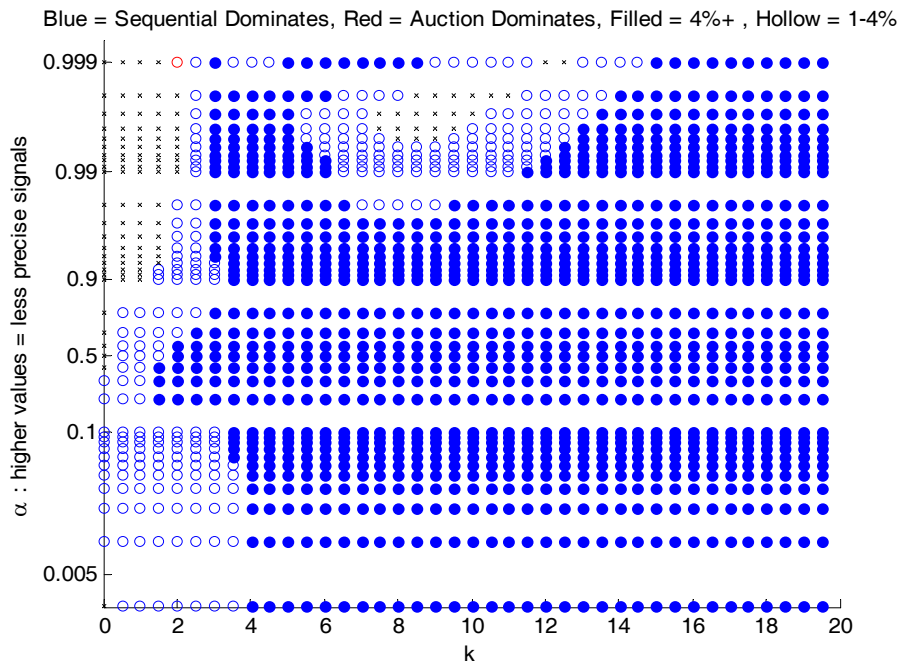 Blue = Sequential Dominates, Red = Auction Dominates, Filled = 4%+ , Hollow = 1-4%
0.999
0.99
0.9
0.5
0.1
0.005
α : higher values = less precise signals
0 2 4 6 8 10 12 14 16 18 20
k